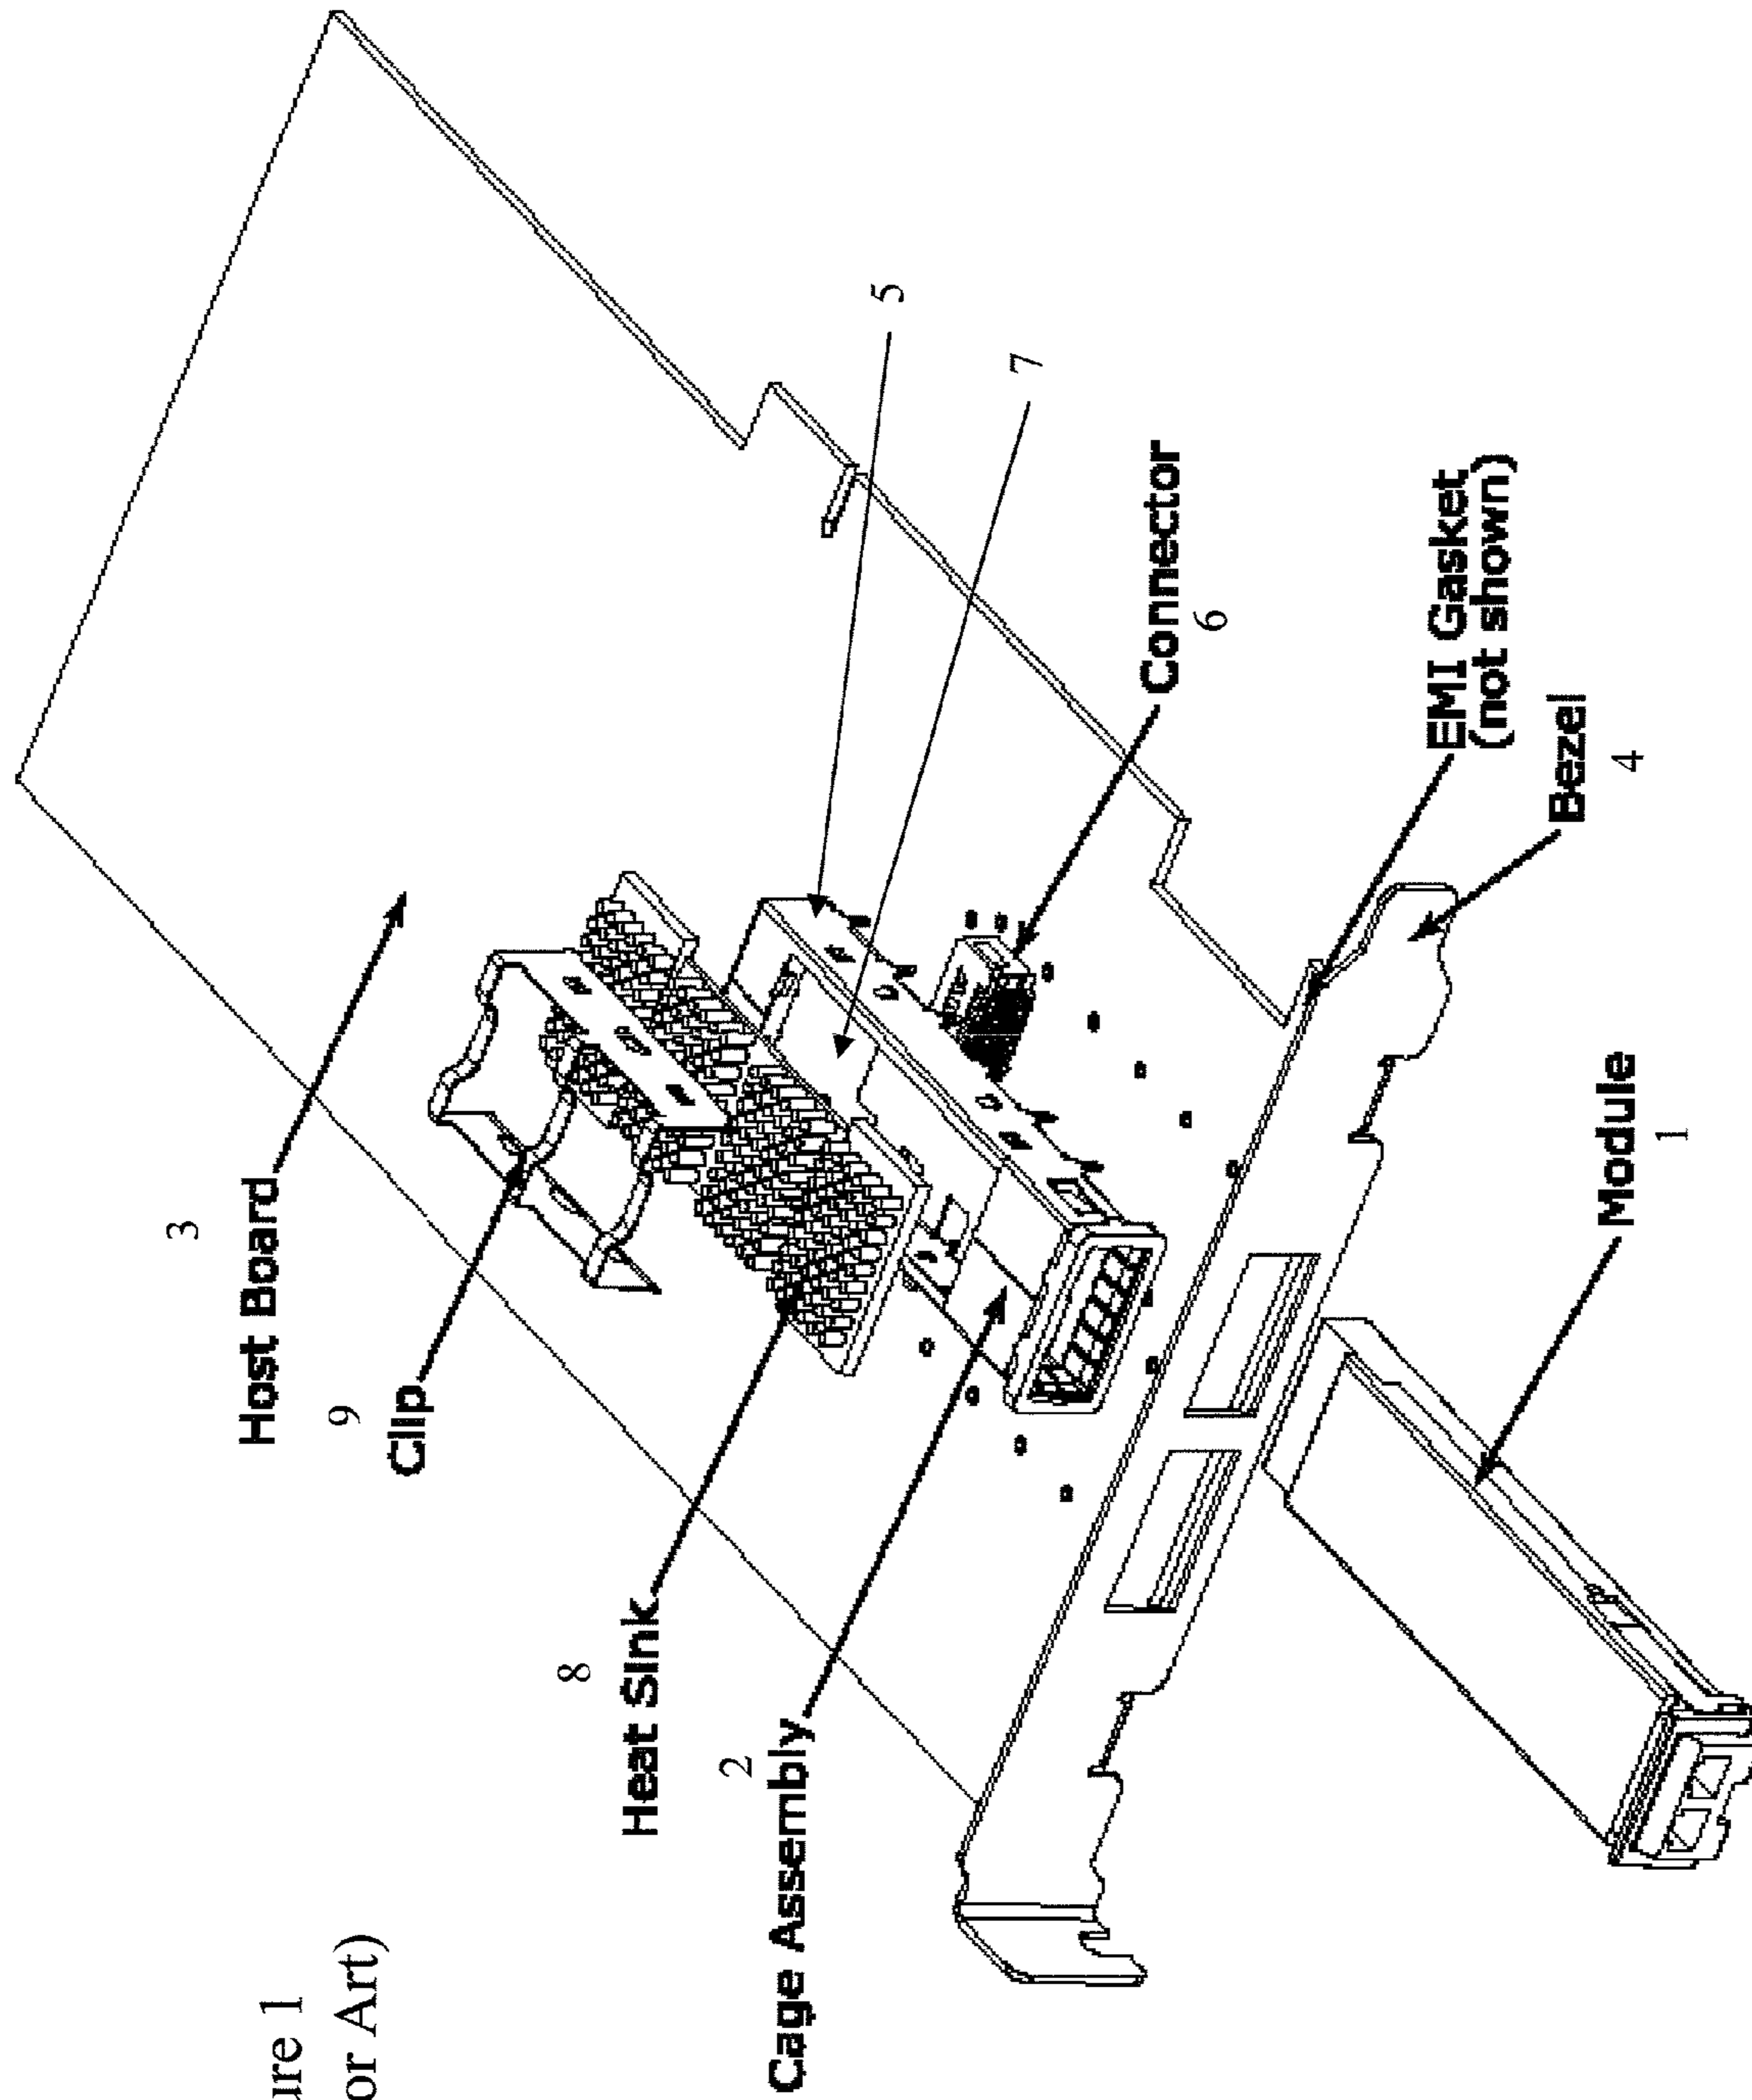 ure 1
or Art)
3
Host Board
9
Clip
8
Heat Sink
2
Cage Assembly
5
7
Connector
6
EMI Gasket
(not shown)
Bezel
4
Module
1